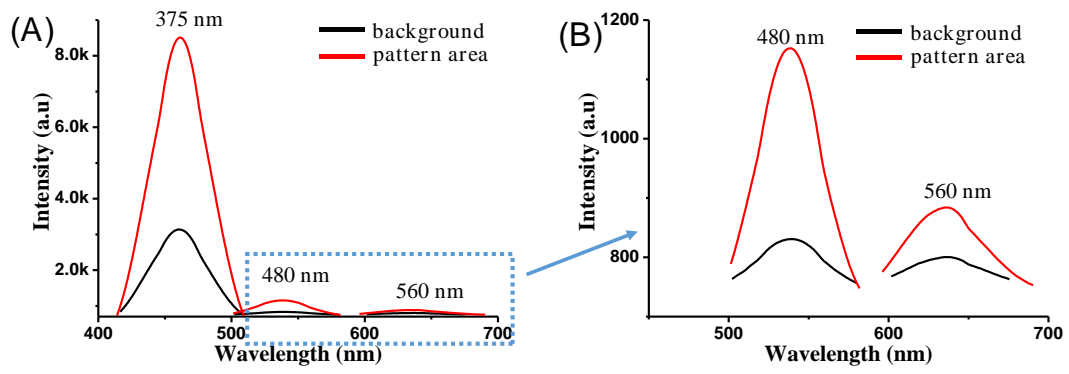 (A)
375 nm
background
pattern area
8.0k
6.0k
4.0k
2.0k
Intensity (a.u)
480 nm
560 nm
400
500
600
700
Wavelength (nm)
(B)
480 nm
background
pattern area
1200
1000
800
Intensity (a.u)
560 nm
500
600
700
Wavelength (nm)